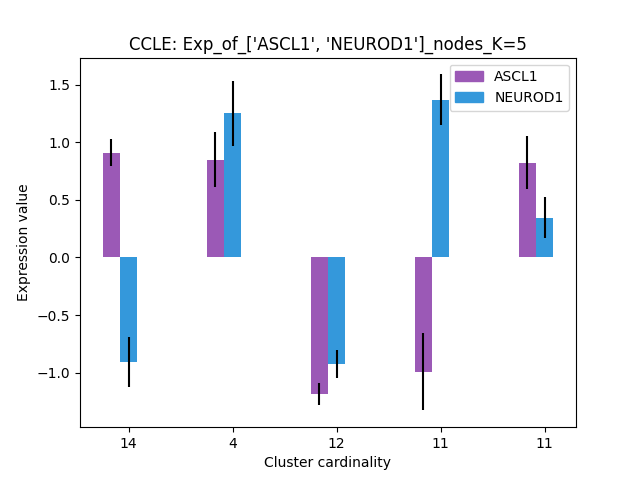 CCLE: Exp_of_['ASCL1', 'NEUROD1']_nodes_K=5
ASCL1
NEUROD1
Expression value
1.5
1.0
0.5
0.0
−0.5
−1.0
14
4
12
11
11
Cluster cardinality